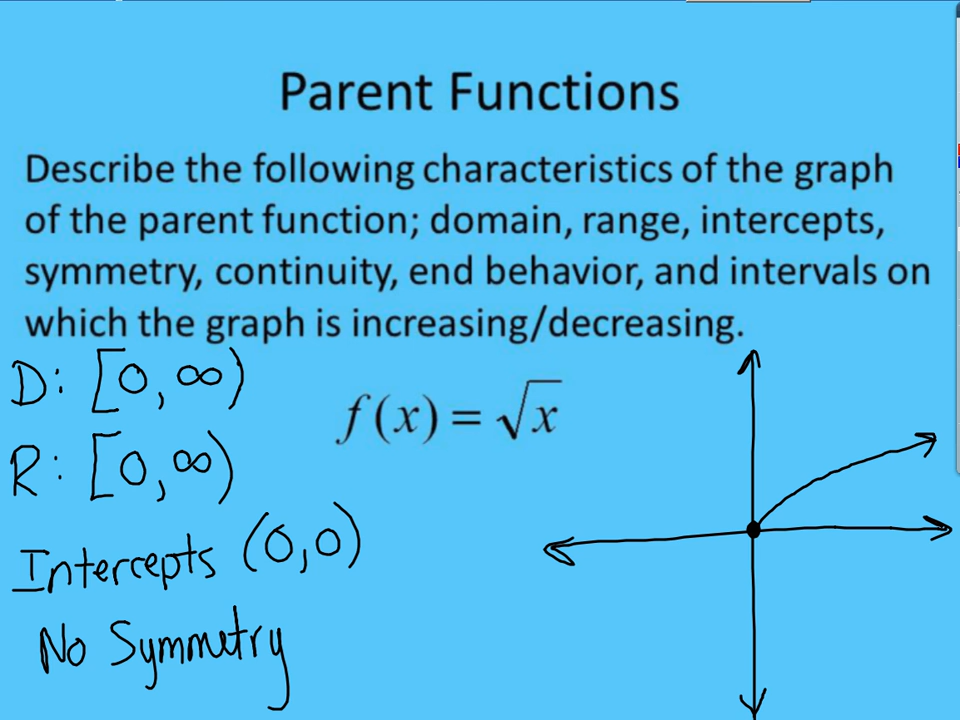 Parent Functions
Describe the following characteristics of the graph
of the parent function; domain, range, intercepts,
symmetry, continuity, end behavior, and intervals on
which the graph is increasing/decreasing.
D: [0, ∞)
f(x) = √x
R: [0, ∞)
Intercepts (0,0)
No Symmetry